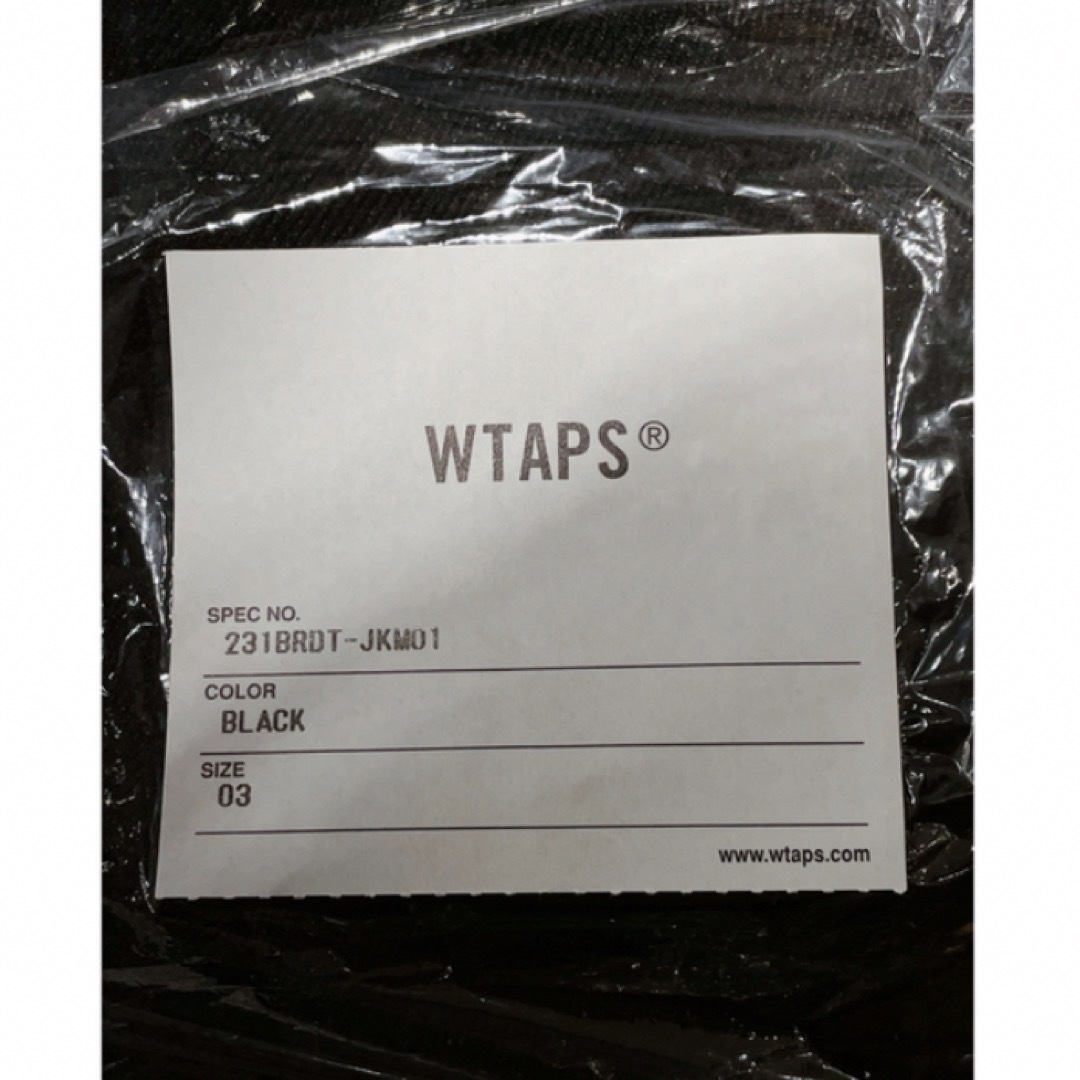 WTAPS®
SPEC NO.
231BRDT-JKM01
COLOR
BLACK
SIZE
03
www.wtaps.com